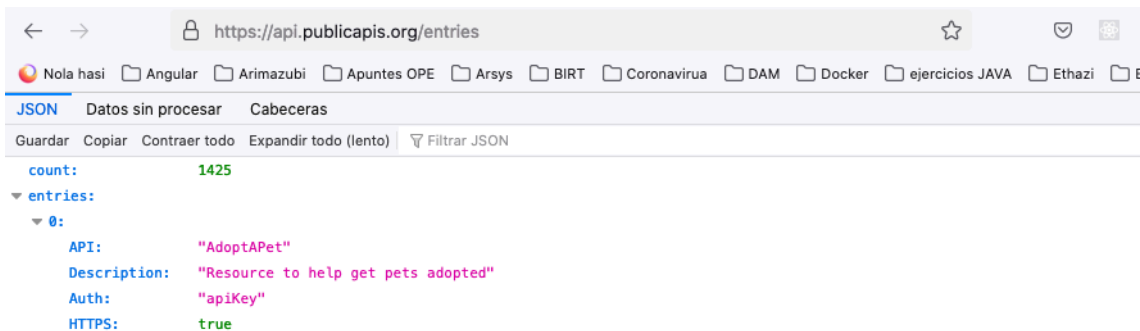 https://api.publicapis.org/entries
Nola hasi Angular Arimazubi Apuntes OPE Arsys BIRT Coronavirua DAM Docker ejercicios JAVA Ethazi
JSON Datos sin procesar Cabeceras
Guardar Copiar Contraer todo Expandir todo (lento) Filtrar JSON
count: 1425
entries:
0:
API: "AdoptAPet"
Description: "Resource to help get pets adopted"
Auth: "apiKey"
HTTPS: true